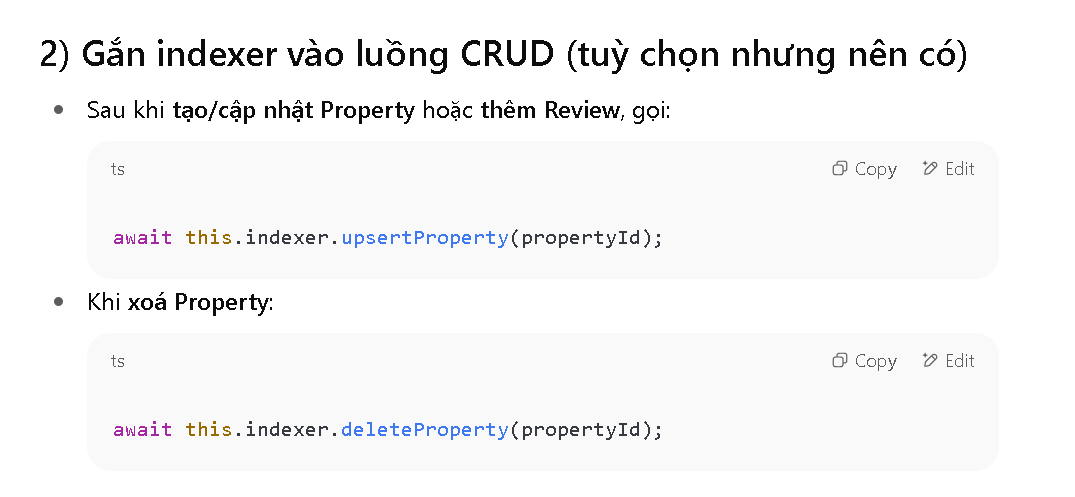 2) Gắn indexer vào luồng CRUD (tuỳ chọn nhưng nên có)
• Sau khi tạo/cập nhật Property hoặc thêm Review, gọi:
ts Copy Edit
await this.indexer.upsertProperty(propertyId);
• Khi xoá Property:
ts Copy Edit
await this.indexer.deleteProperty(propertyId);